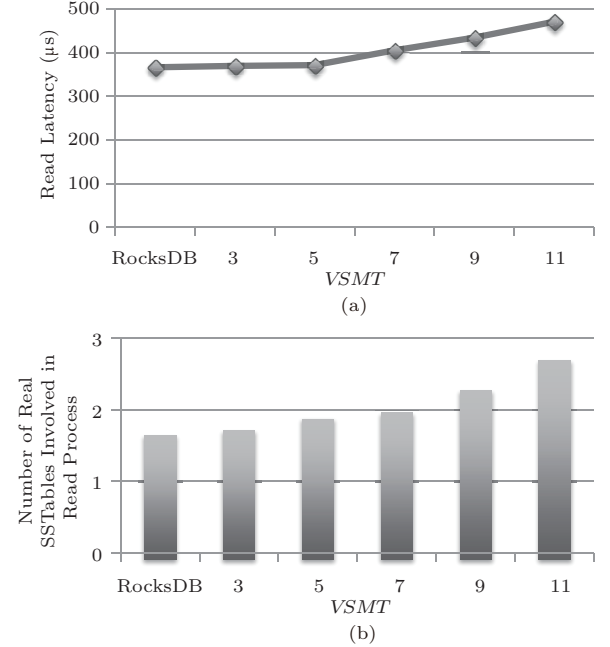 500
400
300
200
100
0
Read Latency (μs)
RocksDB 3 5 7 9 11
VSMT
(a)
3
2
1
0
Number of Real
SSTables Involved in
Read Process
RocksDB 3 5 7 9 11
VSMT
(b)